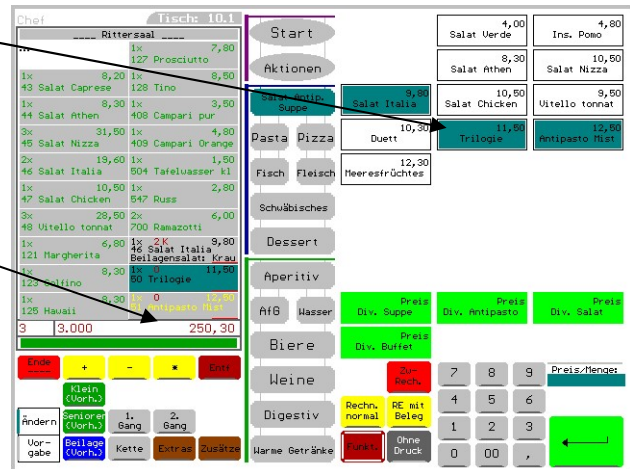 Chef Tisch: 10.1
____ Rittersaal ____
...
1x 7,80
127 Prosciutto
1x 8,20
43 Salat Caprese
1x 8,50
128 Tino
1x 8,30
44 Salat Athen
1x 3,50
408 Campari pur
3x 31,50
45 Salat Nizza
1x 4,80
409 Campari Orange
2x 19,60
46 Salat Italia
1x 1,50
504 Tafelwasser kl
1x 10,50
47 Salat Chicken
1x 2,80
547 Russ
3x 28,50
48 Vitello tonnat
2x 6,00
700 Ramazotti
1x 6,80
121 Margherita
1x 2K 9,80
46 Salat Italia
Beilagensalat: Krau
1x 8,30
123 Delfino
1x 0 11,50
50 Trilogie
1x 8,30
125 Hawaii
1x 0 12,50
51 Antipasto Mist
3 3.000 250,30
Ende
----
+
-
*
Entf
Klein
(Vorh.)
Ändern
Senioren
(Vorh.)
1.
Gang
2.
Gang
Vor-
gabe
Beilage
(Vorh.)
Kette
Extras
Zusätze
Start
Aktionen
Salat Antip.
Suppe
Pasta
Pizza
Fisch
Fleisch
Schwäbisches
Dessert
Aperitiv
AfG
Wasser
Biere
Weine
Digestiv
Warme Getränke
4,00
Salat Verde
4,80
Ins. Pomo
8,30
Salat Athen
10,50
Salat Nizza
9,80
Salat Italia
10,50
Salat Chicken
9,50
Vitello tonnat
10,30
Duett
11,50
Trilogie
12,50
Antipasto Mist
12,30
Meeresfrüchtes
Preis
Div. Suppe
Preis
Div. Antipasto
Preis
Div. Salat
Preis
Div. Buffet
Zu-
Rech.
7 8 9
Preis/Menge:
Rechn.
normal
RE mit
Beleg
4 5 6
1 2 3
Funkt.
Ohne
Druck
0 00 ,